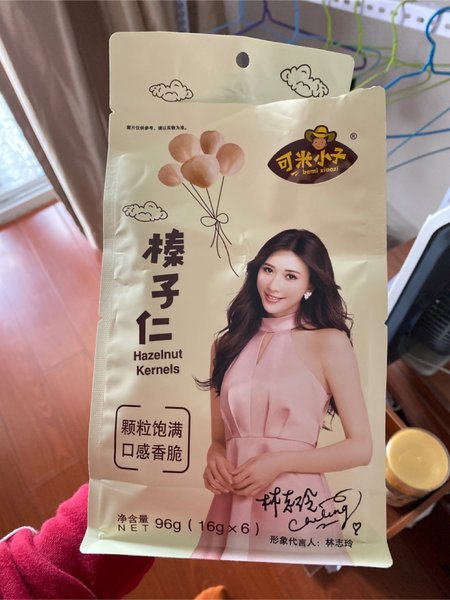 图片仅供参考,请以实物为准。
可米小子
®
kemi xiaozi
榛子仁
Hazelnut
Kernels
颗粒饱满
口感香脆
净含量
NET 96g(16g×6)
林志玲
Chiling
形象代言人:林志玲